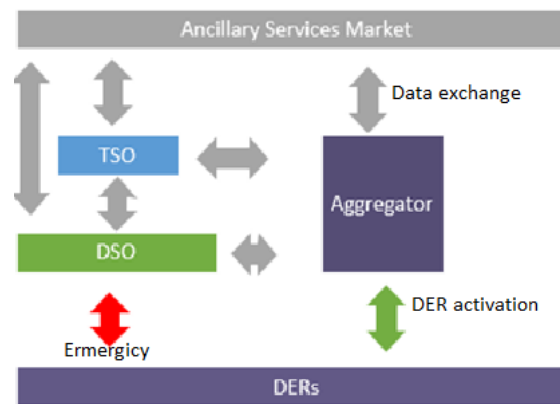 Ancillary Services Market
Data exchange
TSO
Aggregator
DSO
DER activation
Ermergicy
DERs